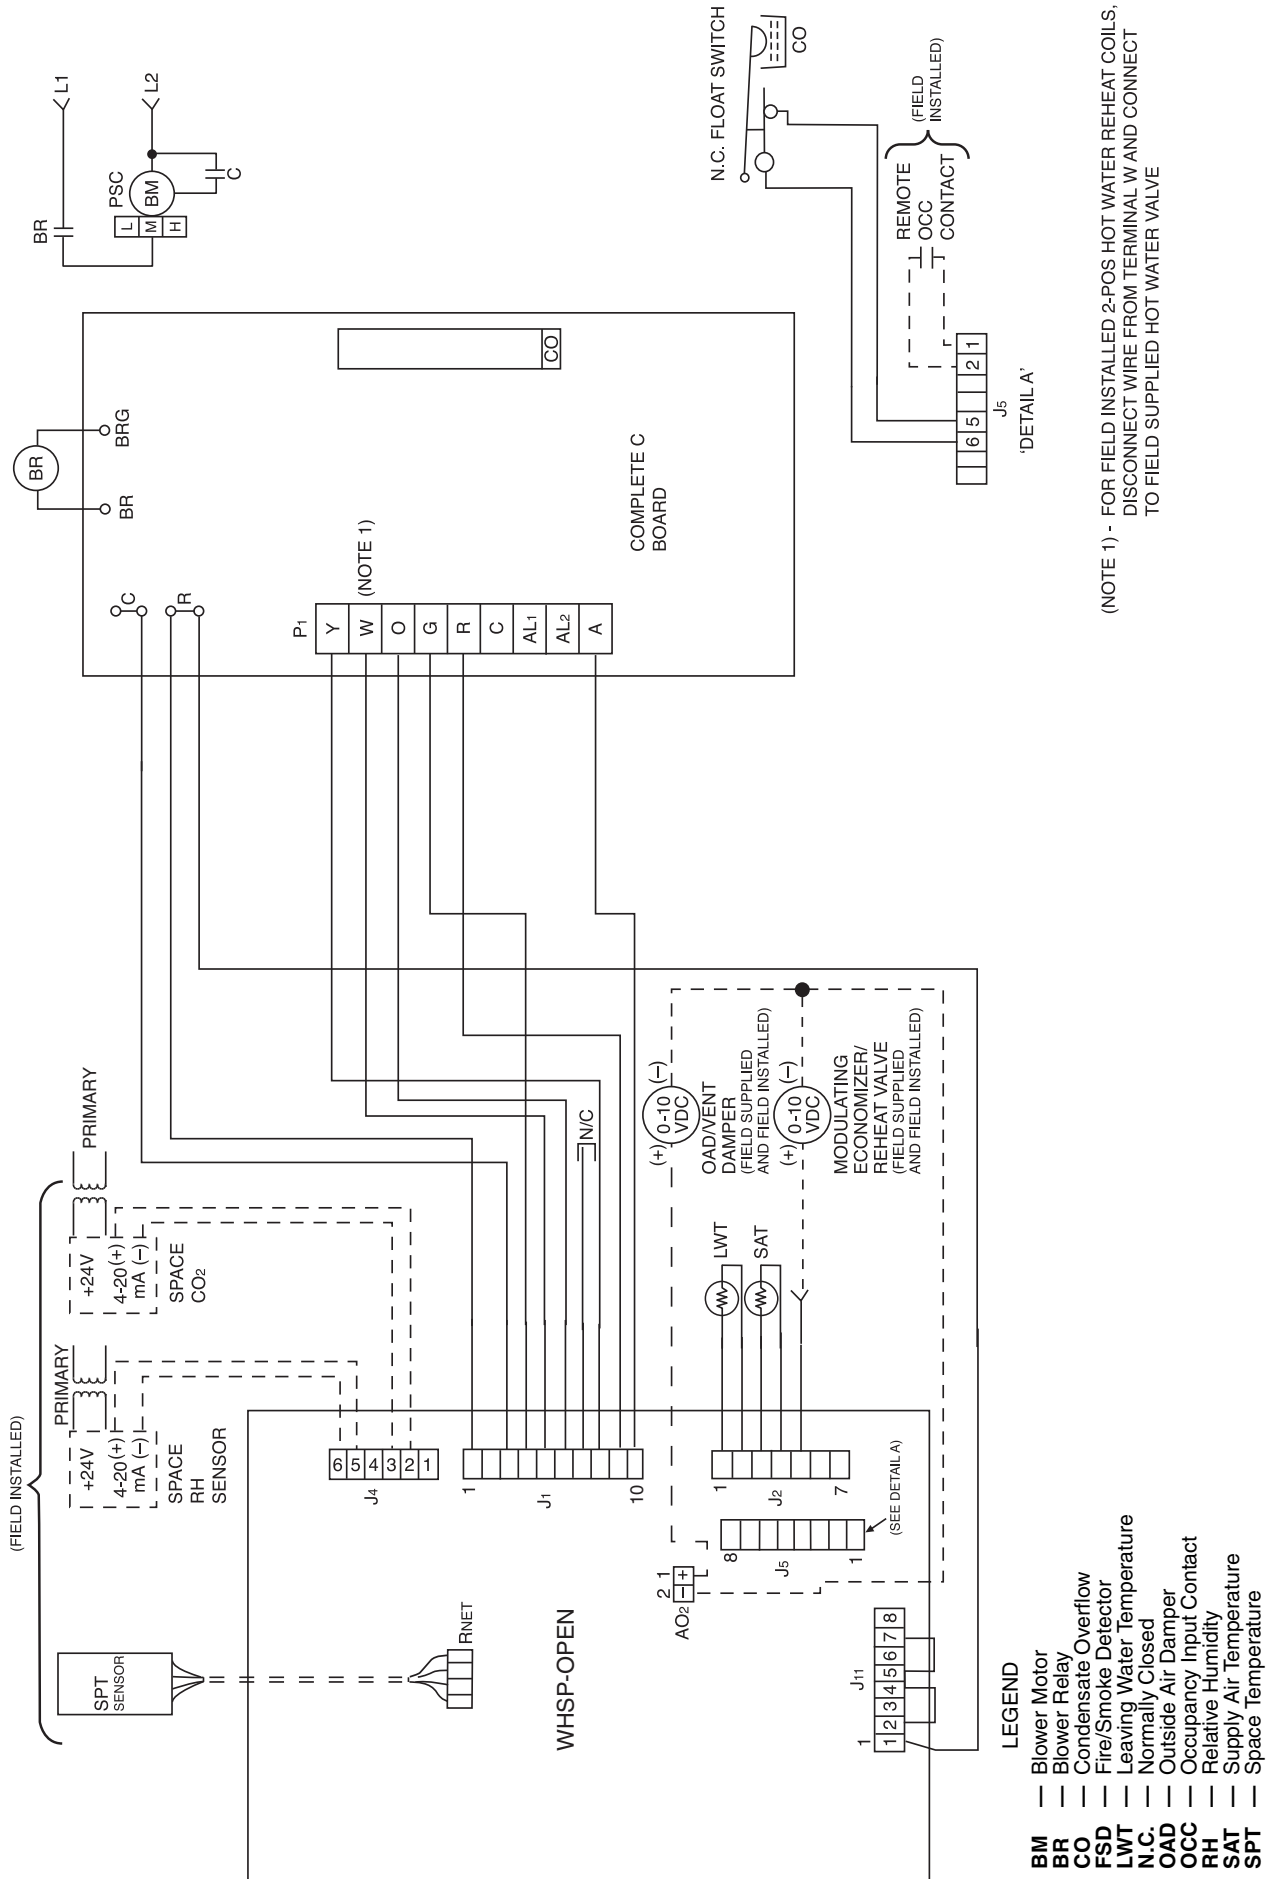 (FIELD INSTALLED)
SPT
SENSOR
RNET
+24V
4-20(+)
mA (–)
PRIMARY
SPACE
RH
SENSOR
+24V
4-20(+)
mA (–)
PRIMARY
SPACE
CO2
6 5 4 3 2 1
J4
1
J1
10
WHSP-OPEN
N/C
C
R
BR
BRG
BR
P1
Y
W
O
G
R
C
AL1
AL2
A
(NOTE 1)
COMPLETE C
BOARD
CO
BR
L1
L2
PSC
BM
L
M
H
C
(+)
0-10
VDC
(–)
OAD/VENT
DAMPER
(FIELD SUPPLIED
AND FIELD INSTALLED)
(+)
0-10
VDC
(–)
MODULATING
ECONOMIZER/
REHEAT VALVE
(FIELD SUPPLIED
AND FIELD INSTALLED)
LWT
SAT
1
J2
7
8
J5
1
(SEE DETAIL A)
AO2
2 1
– +
J11
1
1 2 3 4 5 6 7 8
N.C. FLOAT SWITCH
CO
REMOTE
OCC
CONTACT
(FIELD
INSTALLED)
6 5 2 1
J5
'DETAIL A'
(NOTE 1) - FOR FIELD INSTALLED 2-POS HOT WATER REHEAT COILS,
DISCONNECT WIRE FROM TERMINAL W AND CONNECT
TO FIELD SUPPLIED HOT WATER VALVE
LEGEND
BM — Blower Motor
BR — Blower Relay
CO — Condensate Overflow
FSD — Fire/Smoke Detector
LWT — Leaving Water Temperature
N.C. — Normally Closed
OAD — Outside Air Damper
OCC — Occupancy Input Contact
RH — Relative Humidity
SAT — Supply Air Temperature
SPT — Space Temperature